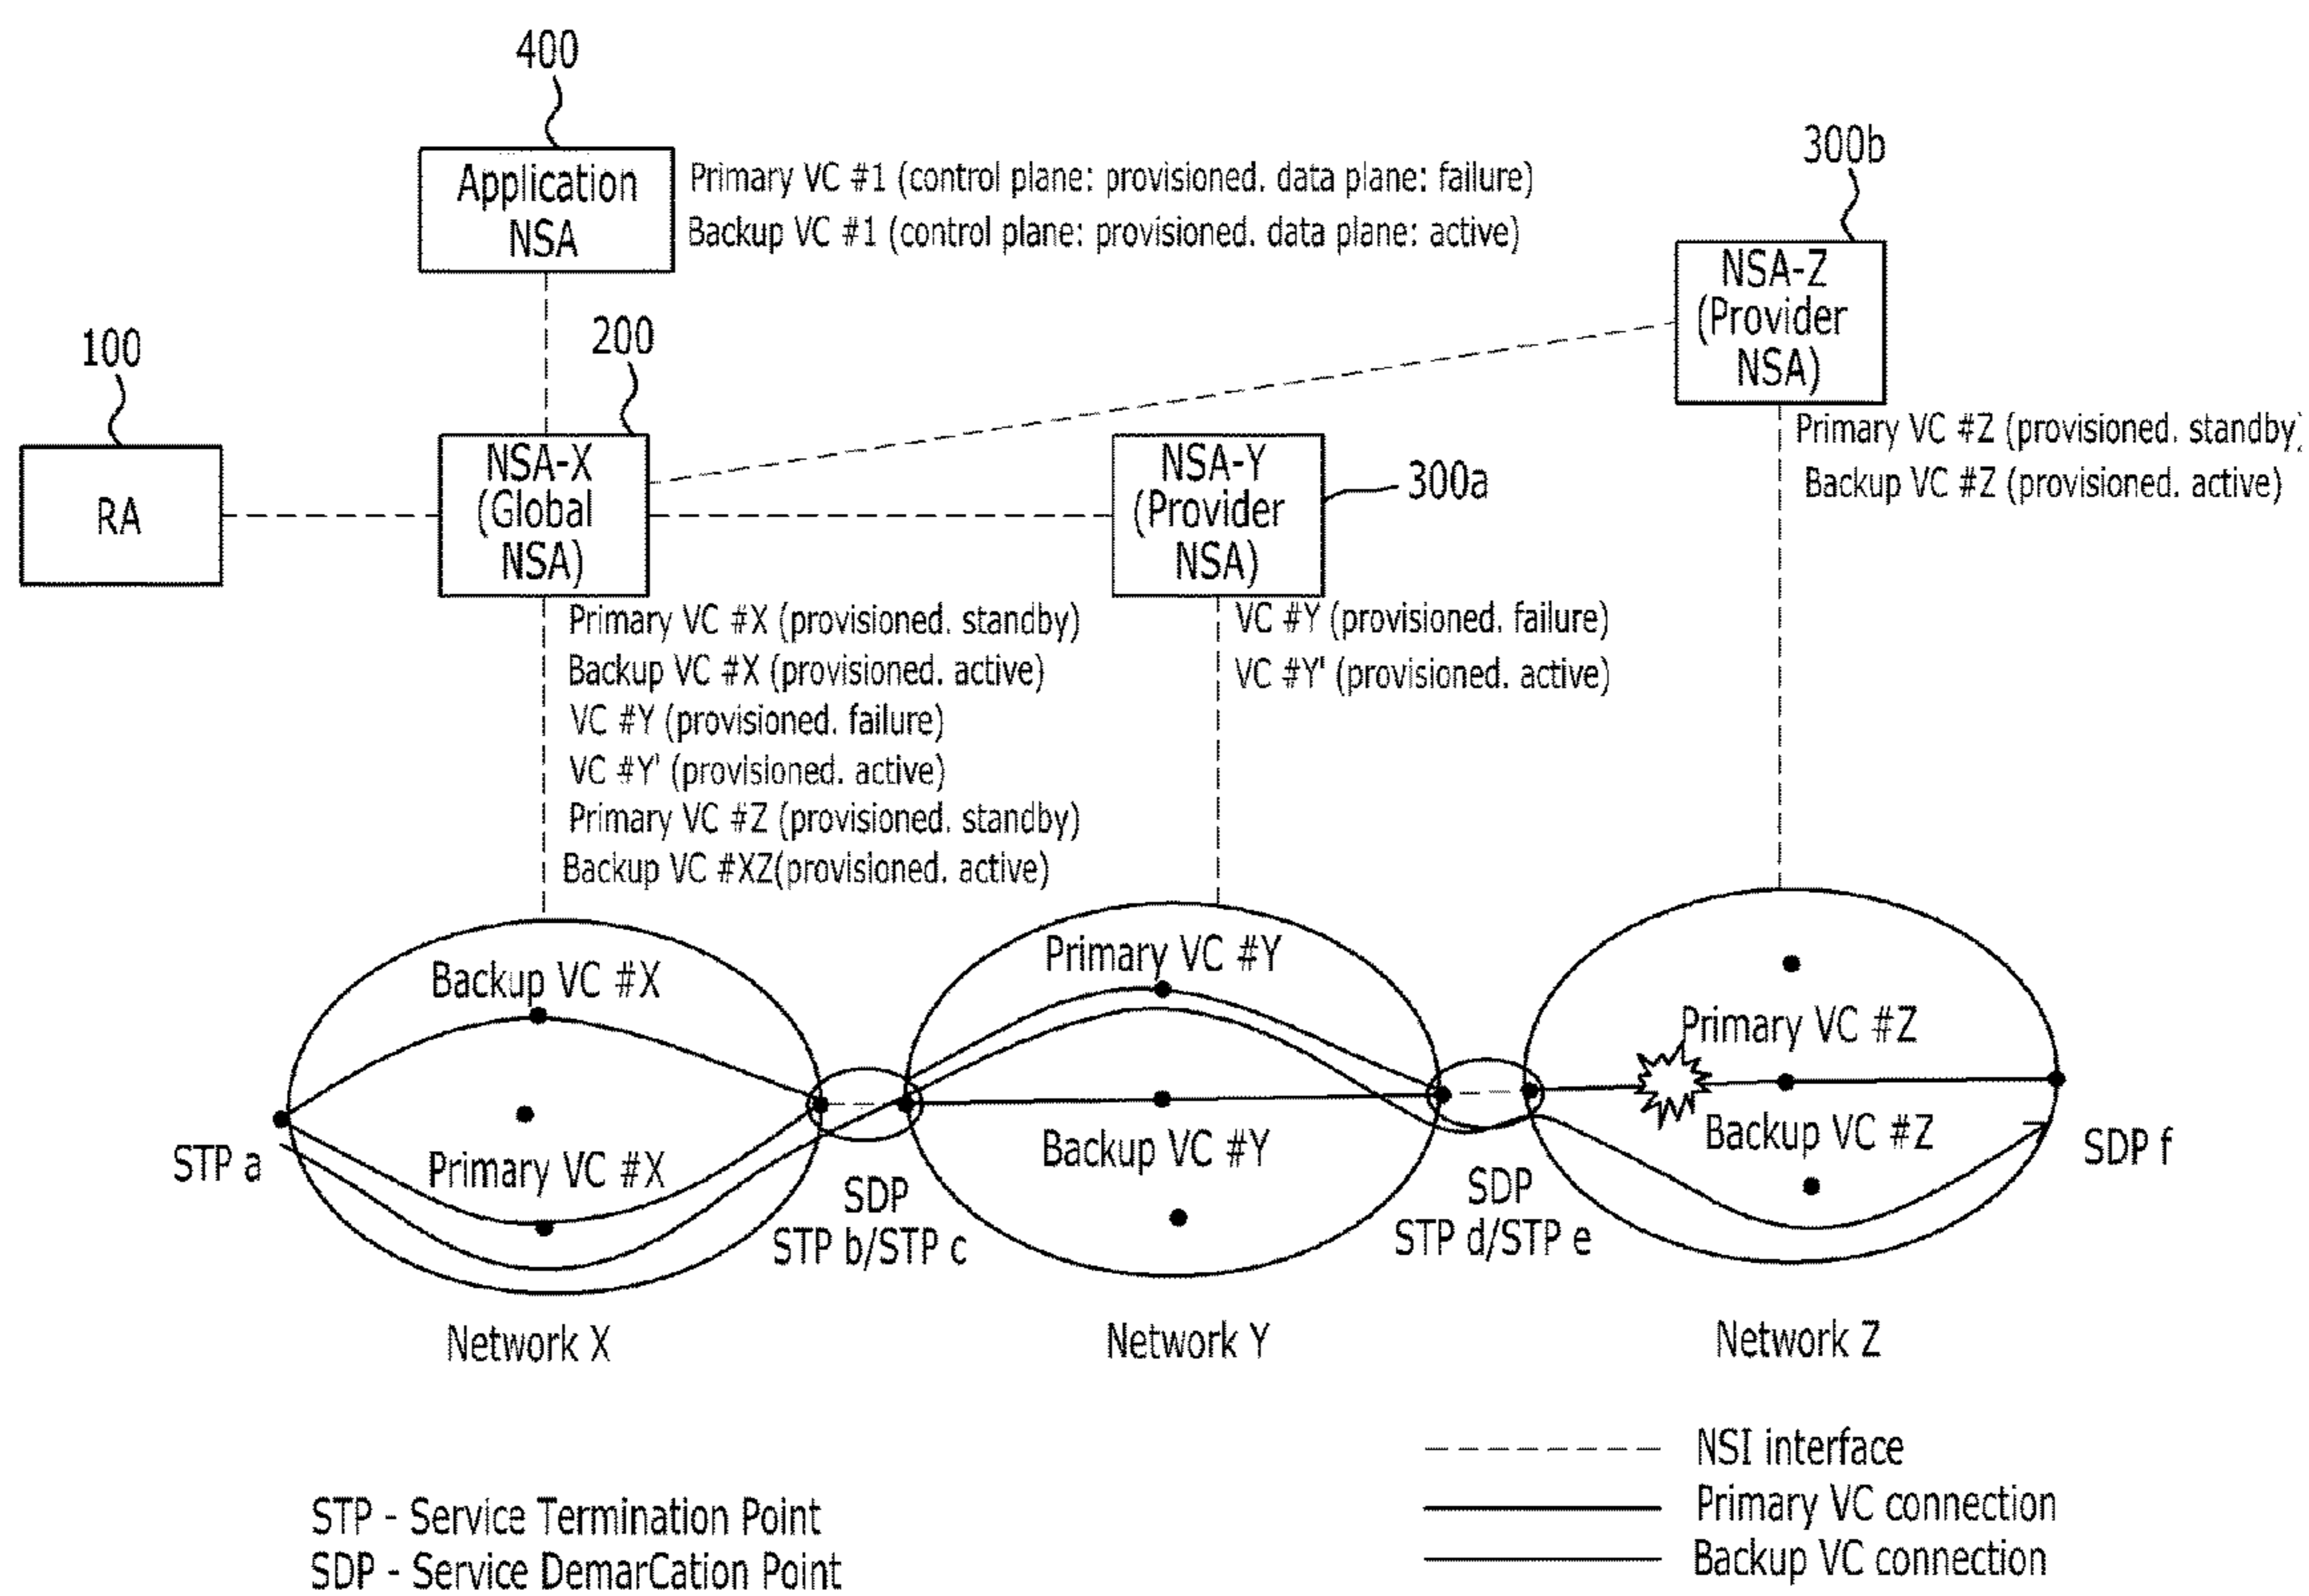 400
Application
NSA
Primary VC #1 (control plane: provisioned. data plane: failure)
Backup VC #1 (control plane: provisioned. data plane: active)
300b
NSA-Z
(Provider
NSA)
Primary VC #Z (provisioned. standby)
Backup VC #Z (provisioned. active)
100
RA
200
NSA-X
(Global
NSA)
NSA-Y
(Provider
NSA)
300a
Primary VC #X (provisioned. standby)
Backup VC #X (provisioned. active)
VC #Y (provisioned. failure)
VC #Y' (provisioned. active)
Primary VC #Z (provisioned. standby)
Backup VC #XZ(provisioned. active)
VC #Y (provisioned. failure)
VC #Y' (provisioned. active)
Backup VC #X
Primary VC #X
Primary VC #Y
Backup VC #Y
Primary VC #Z
Backup VC #Z
STP a
SDP
STP b/STP c
SDP
STP d/STP e
SDP f
Network X
Network Y
Network Z
NSI interface
Primary VC connection
Backup VC connection
STP - Service Termination Point
SDP - Service DemarCation Point